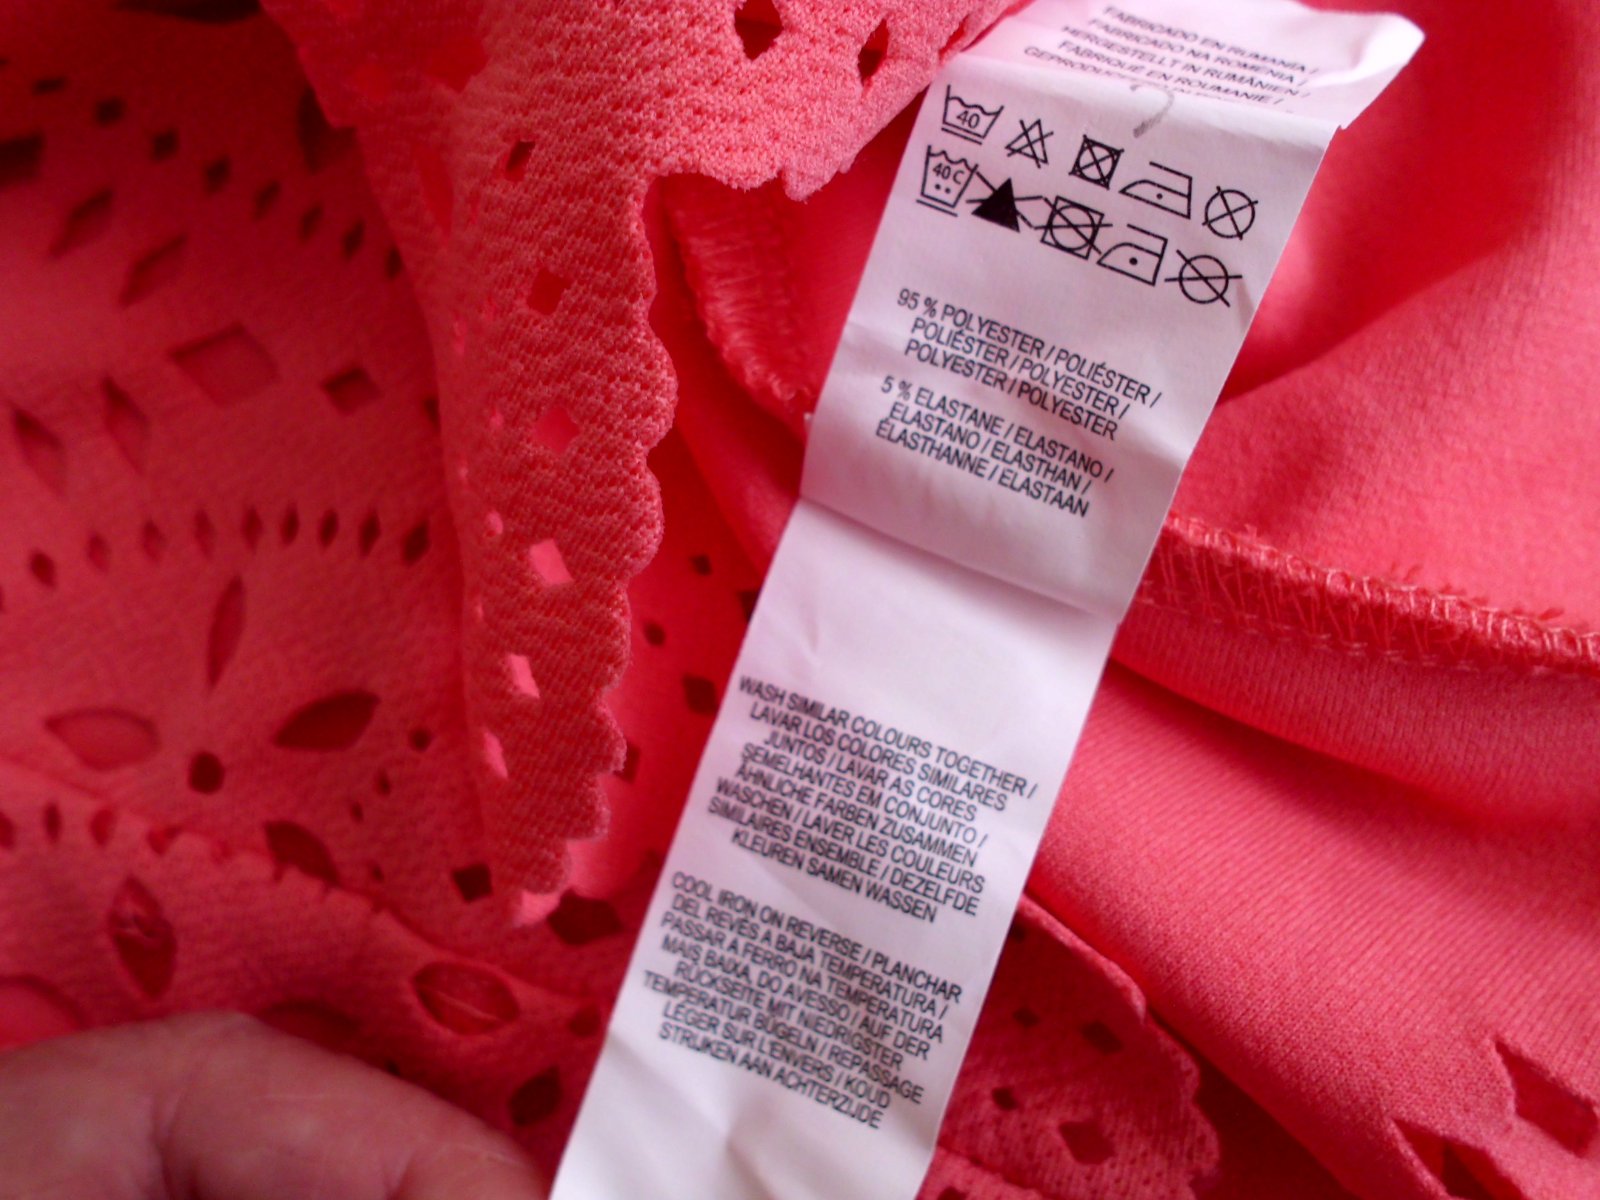 FABRICADO EN RUMANÍA /
FABRICADO NA ROMENIA /
HERGESTELLT IN RUMÄNIEN /
FABRIQUÉ EN ROUMANIE /
40
40 C
95 % POLYESTER / POLIÉSTER /
POLIÉSTER / POLYESTER /
POLYESTER / POLYESTER
5 % ELASTANE / ELASTANO /
ELASTANO / ELASTHAN /
ÉLASTHANNE / ELASTAAN
WASH SIMILAR COLOURS TOGETHER /
LAVAR LOS COLORES SIMILARES
JUNTOS / LAVAR AS CORES
SEMELHANTES EM CONJUNTO /
ÄHNLICHE FARBEN ZUSAMMEN
WASCHEN / LAVER LES COULEURS
SIMILAIRES ENSEMBLE / DEZELFDE
KLEUREN SAMEN WASSEN
COOL IRON ON REVERSE / PLANCHAR
DEL REVÉS A BAJA TEMPERATURA /
PASSAR A FERRO NA TEMPERATURA
MAIS BAIXA, DO AVESSO / AUF DER
RÜCKSEITE MIT NIEDRIGSTER
TEMPERATUR BÜGELN / REPASSAGE
LÉGER SUR L'ENVERS / KOUD
STRIJKEN AAN ACHTERZIJDE